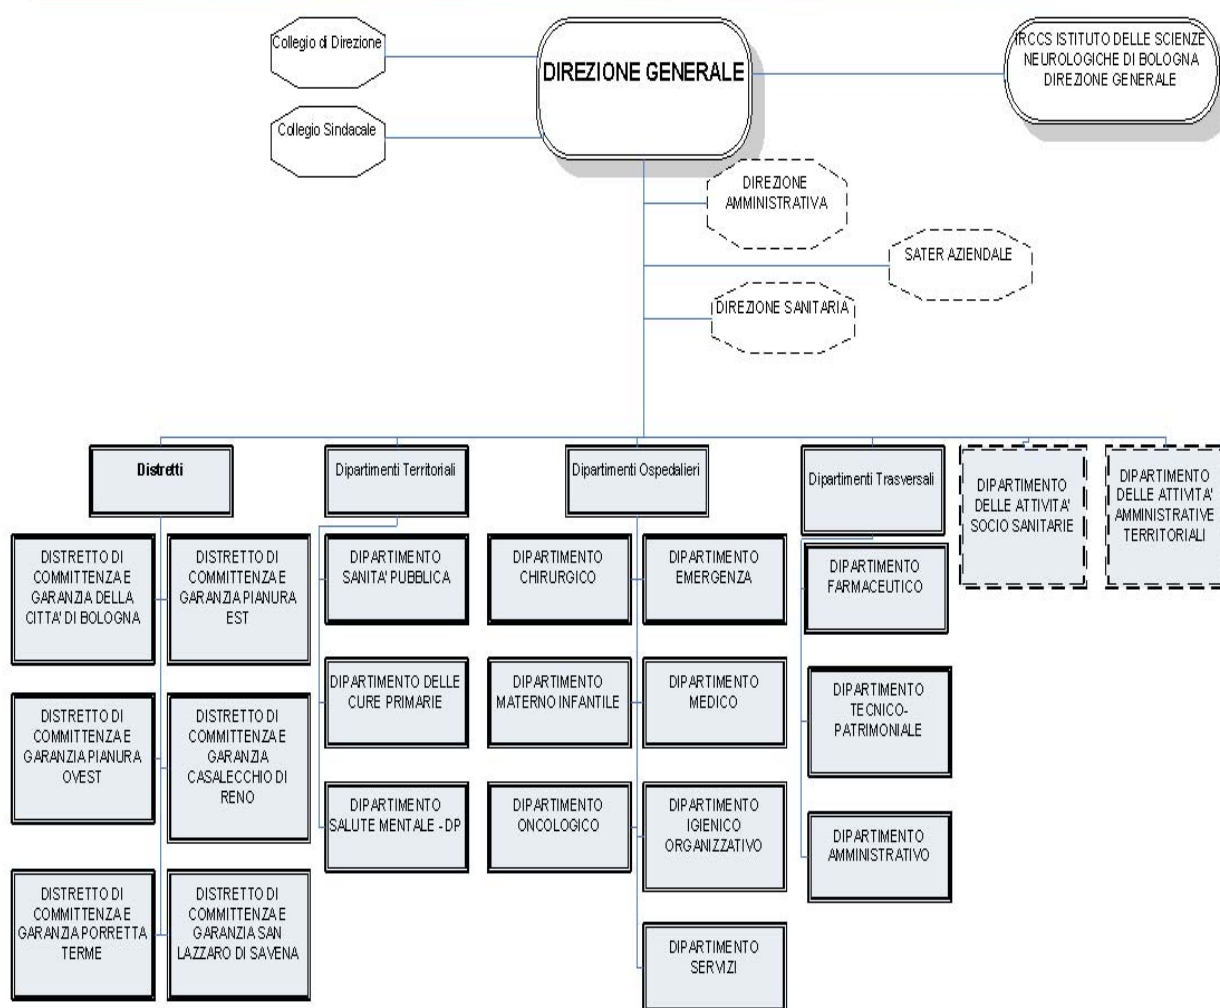 Collegio di Direzione
DIREZIONE GENERALE
IRCCS ISTITUTO DELLE SCIENZE
NEUROLOGICHE DI BOLOGNA
DIREZIONE GENERALE
Collegio Sindacale
DIREZIONE
AMMINISTRATIVA
SATER AZIENDALE
DIREZIONE SANITARIA
Distretti
DISTRETTO DI
COMMITTENZA E
GARANZIA DELLA
CITTA' DI BOLOGNA
DISTRETTO DI
COMMITTENZA E
GARANZIA PIANURA
EST
DISTRETTO DI
COMMITTENZA E
GARANZIA PIANURA
OVEST
DISTRETTO DI
COMMITTENZA E
GARANZIA
CASALECCHIO DI
RENO
DISTRETTO DI
COMMITTENZA E
GARANZIA PORRETTA
TERME
DISTRETTO DI
COMMITTENZA E
GARANZIA SAN
LAZZARO DI SAVENA
Dipartimenti Territoriali
DIPARTIMENTO
SANITA' PUBBLICA
DIPARTIMENTO DELLE
CURE PRIMARIE
DIPARTIMENTO
SALUTE MENTALE - DP
Dipartimenti Ospedalieri
DIPARTIMENTO
CHIRURGICO
DIPARTIMENTO
EMERGENZA
DIPARTIMENTO
MATERNO INFANTILE
DIPARTIMENTO
MEDICO
DIPARTIMENTO
ONCOLOGICO
DIPARTIMENTO
IGIENICO
ORGANIZZATIVO
DIPARTIMENTO
SERVIZI
Dipartimenti Trasversali
DIPARTIMENTO
FARMACEUTICO
DIPARTIMENTO
TECNICO-
PATRIMONIALE
DIPARTIMENTO
AMMINISTRATIVO
DIPARTIMENTO
DELLE ATTIVITA'
SOCIO SANITARIE
DIPARTIMENTO
DELLE ATTIVITA'
AMMINISTRATIVE
TERRITORIALI